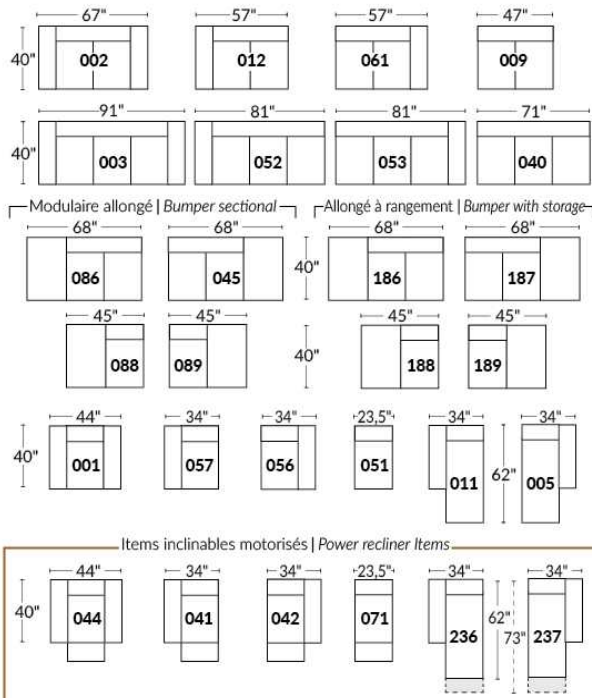 67" 57" 57" 47"
40" 002 012 061 009
91" 81" 81" 71"
40" 003 052 053 040
Modulaire allongé | Bumper sectional Allongé à rangement | Bumper with storage
68" 68" 68" 68"
086 045 40" 186 187
45" 45" 45" 45"
088 089 40" 188 189
44" 34" 34" 23,5" 34" 34"
40" 001 057 056 051 011 62" 005
Items inclinables motorisés | Power recliner Items
44" 34" 34" 23,5" 34" 34"
40" 044 041 042 071 236 62" 73" 237